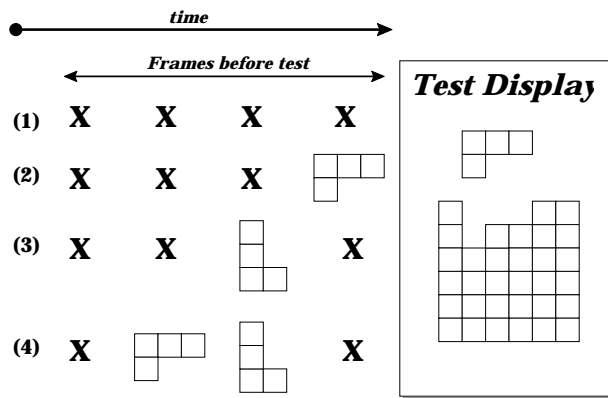 time
Frames before test
Test Display
(1) X X X X
(2) X X X
(3) X X X
(4) X X